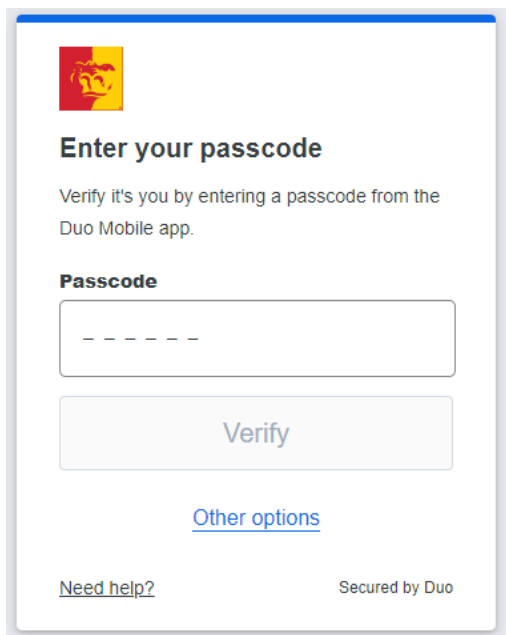 Enter your passcode
Verify it's you by entering a passcode from the
Duo Mobile app.
Passcode
_ _ _ _ _ _
Verify
Other options
Need help?
Secured by Duo